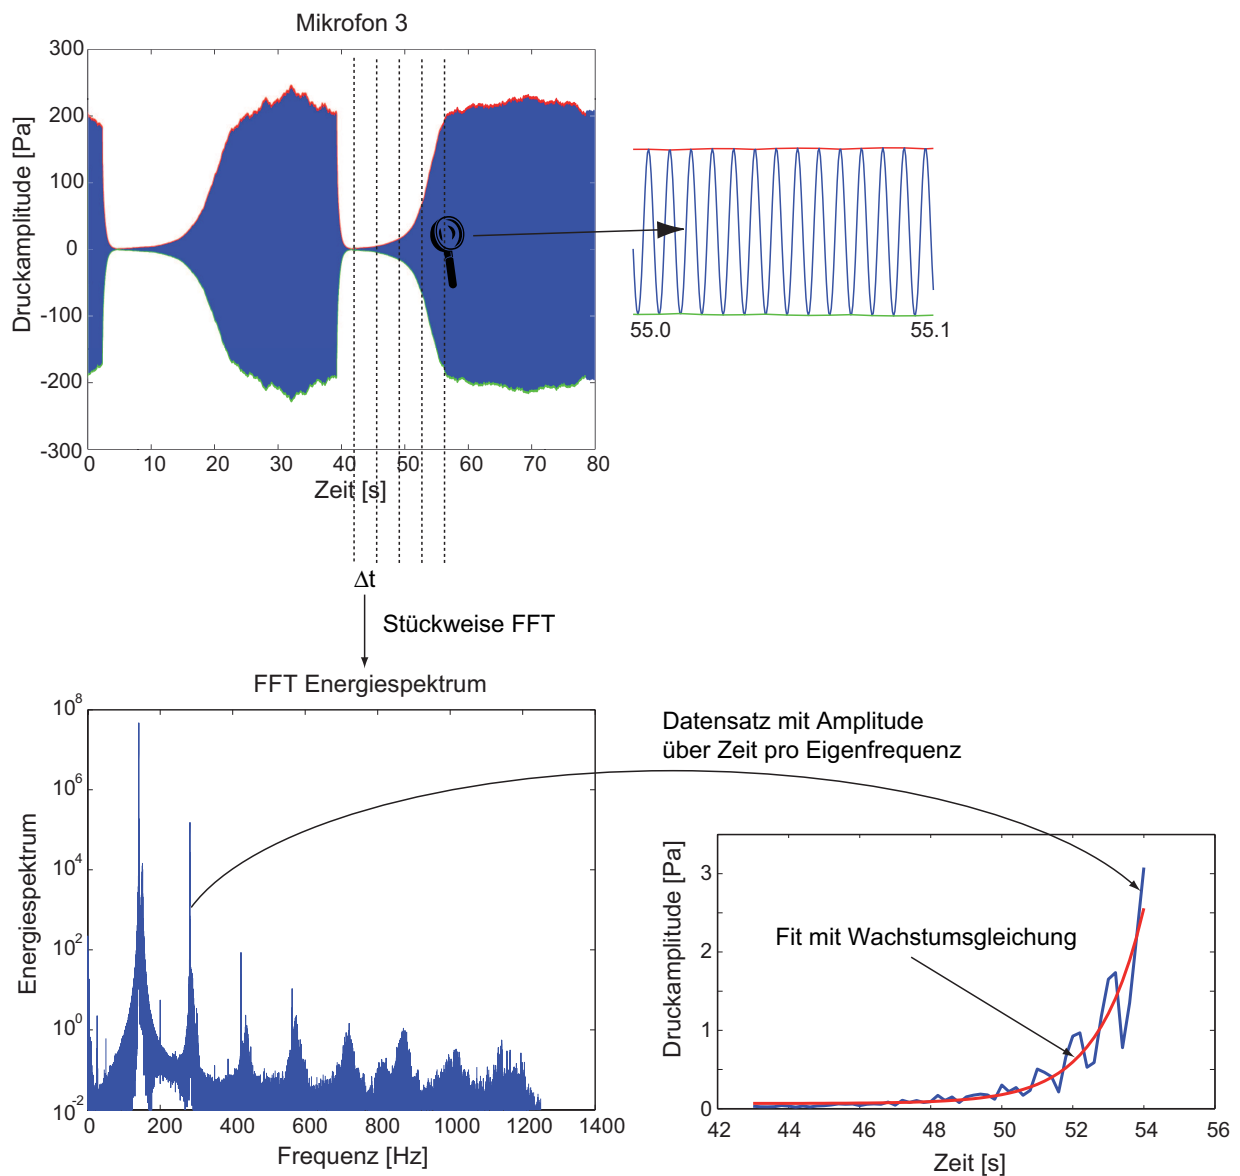 Mikrofon 3
Druckamplitude [Pa]
300
200
100
0
-100
-200
-300
0 10 20 30 40 50 60 70 80
Zeit [s]
55.0 55.1
Δt
Stückweise FFT
FFT Energiespektrum
Energiespektrum
10^8
10^6
10^4
10^2
10^0
10^-2
0 200 400 600 800 1000 1200 1400
Frequenz [Hz]
Datensatz mit Amplitude
über Zeit pro Eigenfrequenz
Druckamplitude [Pa]
3
2
1
0
Fit mit Wachstumsgleichung
42 44 46 48 50 52 54 56
Zeit [s]